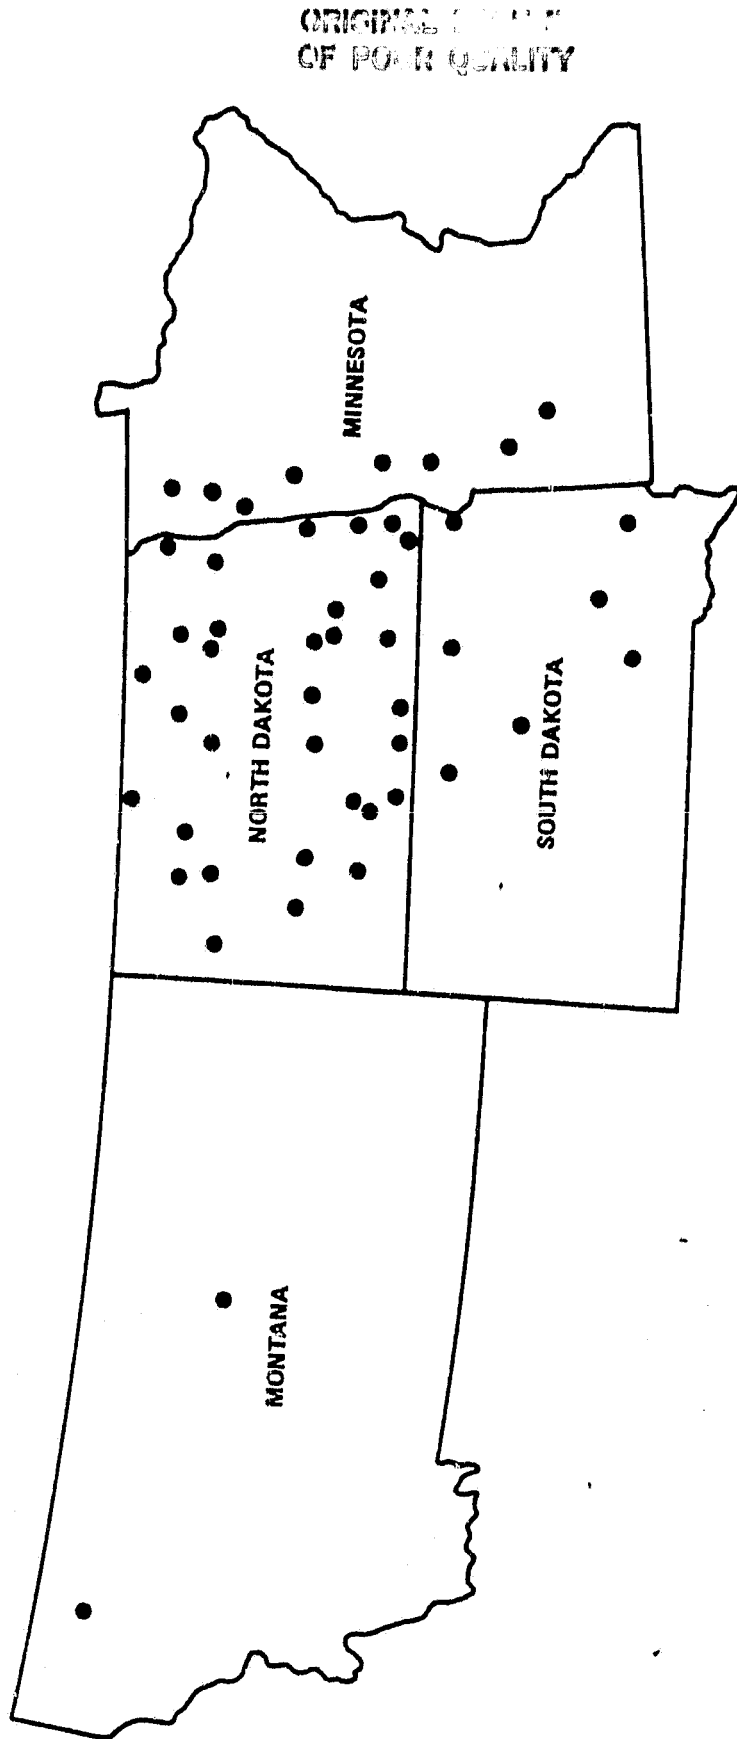 ORIGINAL
OF POOR QUALITY
MINNESOTA
NORTH DAKOTA
SOUTH DAKOTA
MONTANA